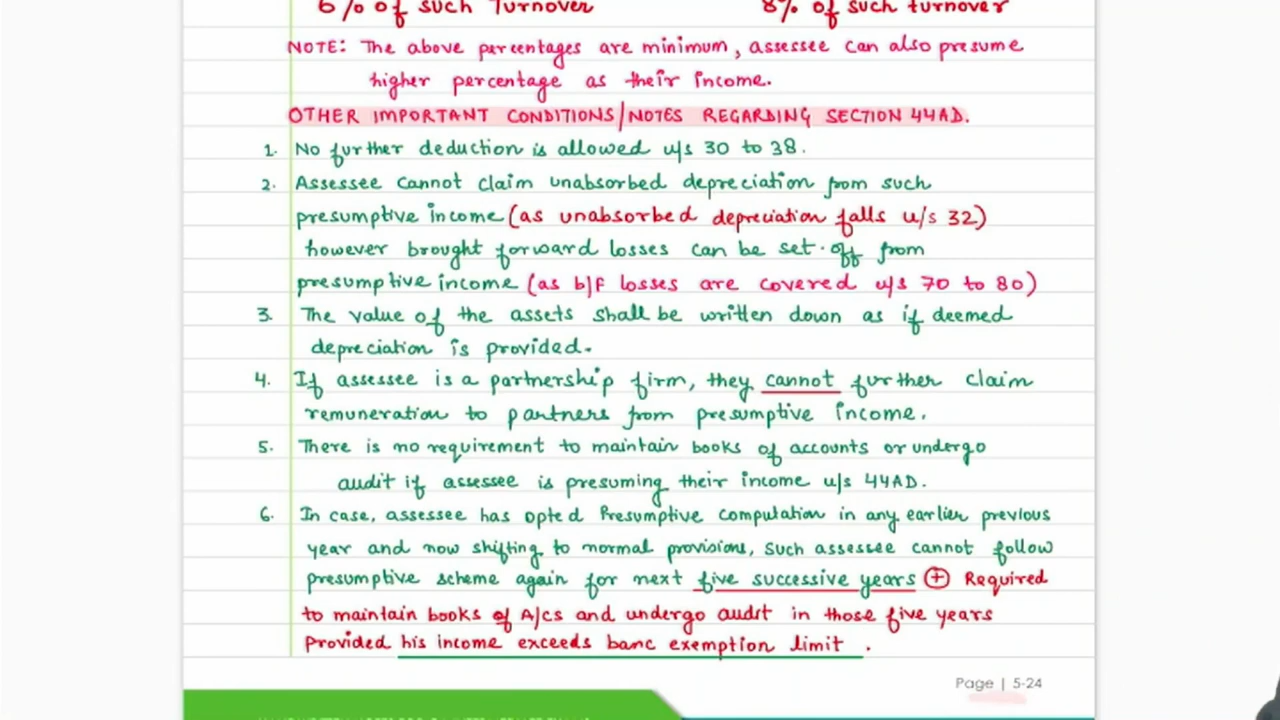 6% of such Turnover 8% of such turnover
NOTE: The above percentages are minimum, assessee can also presume
higher percentage as their income.
OTHER IMPORTANT CONDITIONS/NOTES REGARDING SECTION 44AD.
1. No further deduction is allowed u/s 30 to 38.
2. Assessee cannot claim unabsorbed depreciation from such
presumptive income (as unabsorbed depreciation falls u/s 32)
however brought forward losses can be set-off from
presumptive income (as b/f losses are covered u/s 70 to 80)
3. The value of the assets shall be written down as if deemed
depreciation is provided.
4. If assessee is a partnership firm, they cannot further claim
remuneration to partners from presumptive income.
5. There is no requirement to maintain books of accounts or undergo
audit if assessee is presuming their income u/s 44AD.
6. In case, assessee has opted Presumptive computation in any earlier previous
year and now shifting to normal provisions, such assessee cannot follow
presumptive scheme again for next five successive years ⊕ Required
to maintain books of A/cs and undergo audit in those five years
Provided his income exceeds banc exemption limit.
Page | 5-24